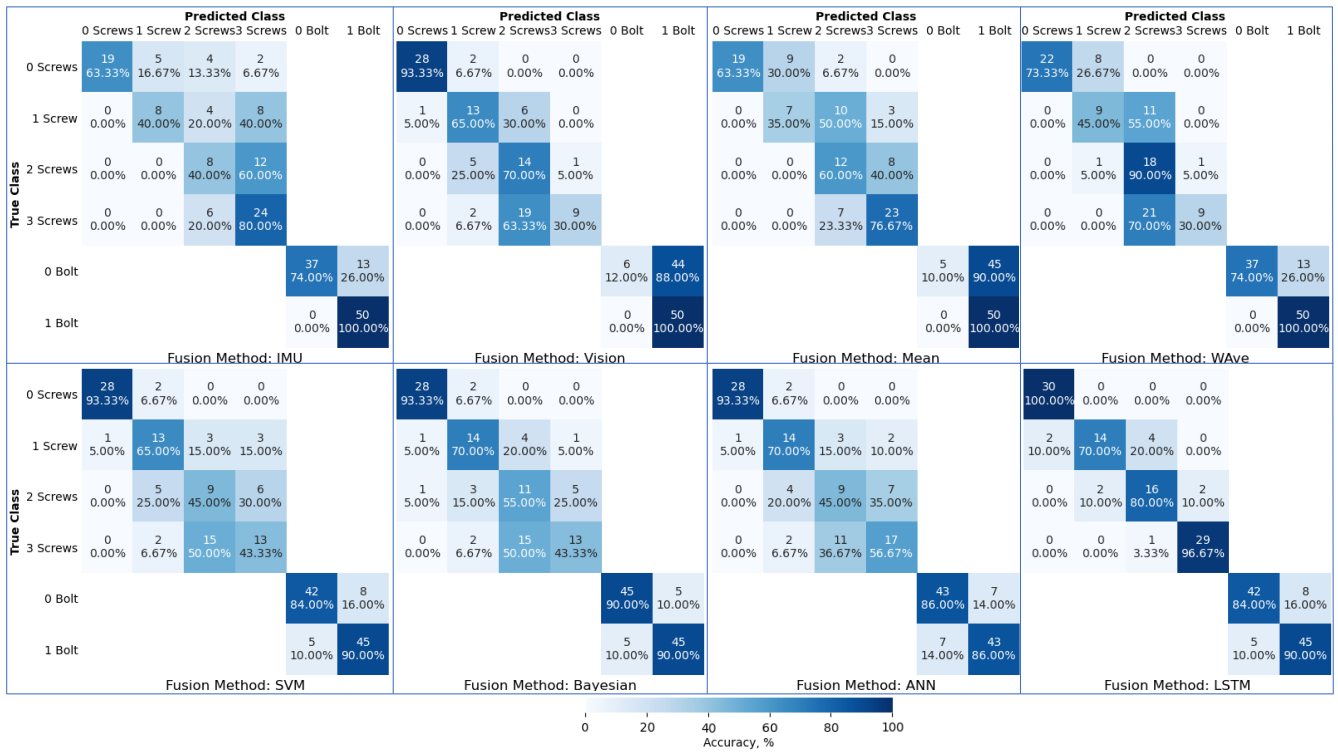 Predicted Class Predicted Class Predicted Class Predicted Class
0 Screws 1 Screw 2 Screws 3 Screws 0 Bolt 1 Bolt 0 Screws 1 Screw 2 Screws 3 Screws 0 Bolt 1 Bolt 0 Screws 1 Screw 2 Screws 3 Screws 0 Bolt 1 Bolt 0 Screws 1 Screw 2 Screws 3 Screws 0 Bolt 1 Bolt
True Class
0 Screws
19 5 4 2 28 2 0 0 19 9 2 0 22 8 0 0
63.33% 16.67% 13.33% 6.67% 93.33% 6.67% 0.00% 0.00% 63.33% 30.00% 6.67% 0.00% 73.33% 26.67% 0.00% 0.00%
1 Screw
0 8 4 8 1 13 6 0 0 7 10 3 0 9 11 0
0.00% 40.00% 20.00% 40.00% 5.00% 65.00% 30.00% 0.00% 0.00% 35.00% 50.00% 15.00% 0.00% 45.00% 55.00% 0.00%
2 Screws
0 0 8 12 0 5 14 1 0 0 12 8 0 1 18 1
0.00% 0.00% 40.00% 60.00% 0.00% 25.00% 70.00% 5.00% 0.00% 0.00% 60.00% 40.00% 0.00% 5.00% 90.00% 5.00%
3 Screws
0 0 6 24 0 2 19 9 0 0 7 23 0 0 21 9
0.00% 0.00% 20.00% 80.00% 0.00% 6.67% 63.33% 30.00% 0.00% 0.00% 23.33% 76.67% 0.00% 0.00% 70.00% 30.00%
0 Bolt
37 13 6 44 5 45 37 13
74.00% 26.00% 12.00% 88.00% 10.00% 90.00% 74.00% 26.00%
1 Bolt
0 50 0 50 0 50 0 50
0.00% 100.00% 0.00% 100.00% 0.00% 100.00% 0.00% 100.00%
Fusion Method: IMU Fusion Method: Vision Fusion Method: Mean Fusion Method: WAve
True Class
0 Screws
28 2 0 0 28 2 0 0 28 2 0 0 30 0 0 0
93.33% 6.67% 0.00% 0.00% 93.33% 6.67% 0.00% 0.00% 93.33% 6.67% 0.00% 0.00% 100.00% 0.00% 0.00% 0.00%
1 Screw
1 13 3 3 1 14 4 1 1 14 3 2 2 14 4 0
5.00% 65.00% 15.00% 15.00% 5.00% 70.00% 20.00% 5.00% 5.00% 70.00% 15.00% 10.00% 10.00% 70.00% 20.00% 0.00%
2 Screws
0 5 9 6 1 3 11 5 0 4 9 7 0 2 16 2
0.00% 25.00% 45.00% 30.00% 5.00% 15.00% 55.00% 25.00% 0.00% 20.00% 45.00% 35.00% 0.00% 10.00% 80.00% 10.00%
3 Screws
0 2 15 13 0 2 15 13 0 2 11 17 0 0 1 29
0.00% 6.67% 50.00% 43.33% 0.00% 6.67% 50.00% 43.33% 0.00% 6.67% 36.67% 56.67% 0.00% 0.00% 3.33% 96.67%
0 Bolt
42 8 45 5 43 7 42 8
84.00% 16.00% 90.00% 10.00% 86.00% 14.00% 84.00% 16.00%
1 Bolt
5 45 5 45 7 43 5 45
10.00% 90.00% 10.00% 90.00% 14.00% 86.00% 10.00% 90.00%
Fusion Method: SVM Fusion Method: Bayesian Fusion Method: ANN Fusion Method: LSTM
0 20 40 60 80 100
Accuracy, %